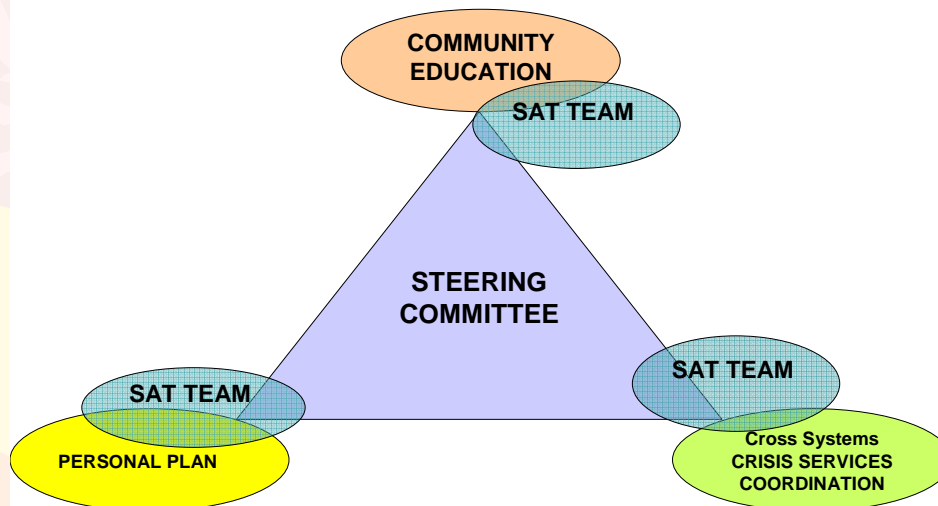 COMMUNITY
EDUCATION
SAT TEAM
STEERING
COMMITTEE
SAT TEAM
SAT TEAM
PERSONAL PLAN
Cross Systems
CRISIS SERVICES
COORDINATION